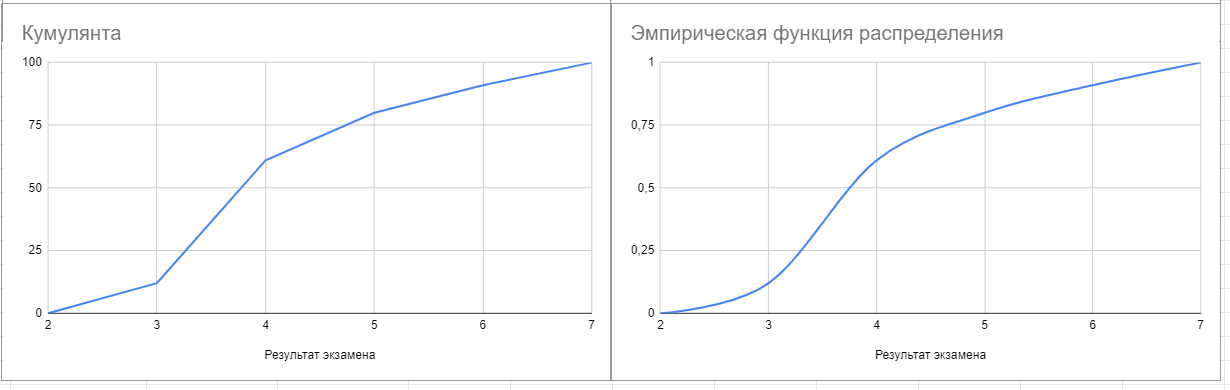 Кумулянта
100
75
50
25
0
2 3 4 5 6 7
Результат экзамена
Эмпирическая функция распределения
1
0,75
0,5
0,25
0
2 3 4 5 6 7
Результат экзамена